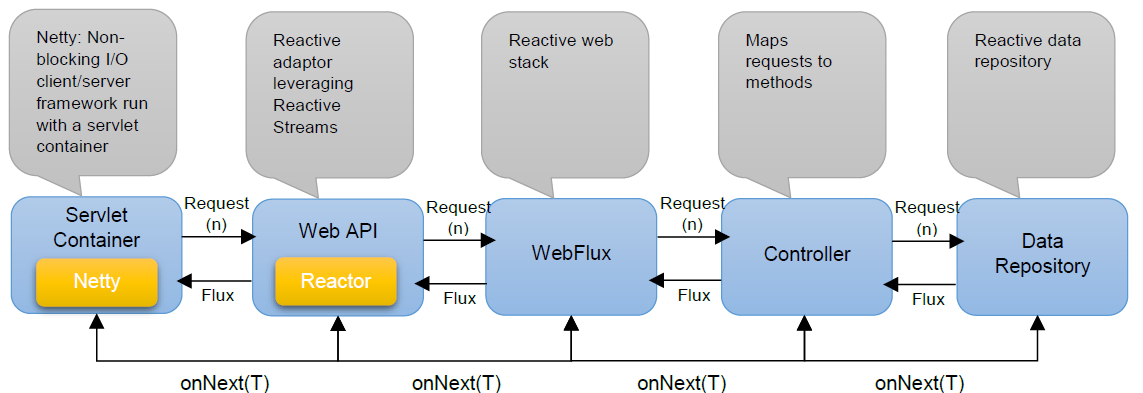 Netty: Non-
blocking I/O
client/server
framework run
with a servlet
container
Reactive
adaptor
leveraging
Reactive
Streams
Reactive web
stack
Maps
requests to
methods
Reactive data
repository
Servlet
Container
Netty
Request
(n)
Flux
Web API
Reactor
Request
(n)
Flux
WebFlux
Request
(n)
Flux
Controller
Request
(n)
Flux
Data
Repository
onNext(T)
onNext(T)
onNext(T)
onNext(T)